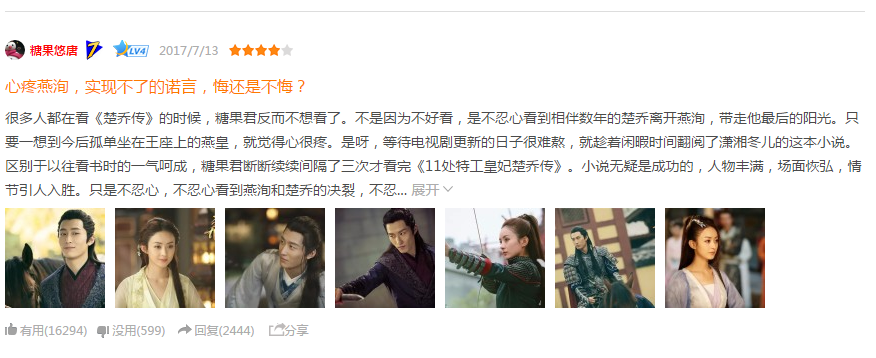 糖果悠唐 7 LV4 2017/7/13
心疼燕洵，实现不了的诺言，悔还是不悔？
很多人都在看《楚乔传》的时候，糖果君反而不想看了。不是因为不好看，是不忍心看到相伴数年的楚乔离开燕洵，带走他最后的阳光。只
要一想到今后孤单坐在王座上的燕皇，就觉得心很疼。是呀，等待电视剧更新的日子很难熬，就趁着闲暇时间翻阅了潇湘冬儿的这本小说。
区别于以往看书时的一气呵成，糖果君断断续续间隔了三次才看完《11处特工皇妃楚乔传》。小说无疑是成功的，人物丰满，场面恢弘，情
节引人入胜。只是不忍心，不忍心看到燕洵和楚乔的决裂，不忍... 展开
有用(16294) 没用(599) 回复(2444) 分享